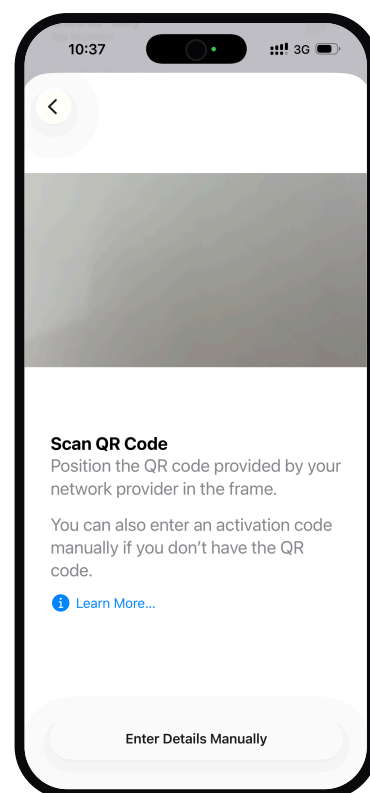 10:37
3G
Scan QR Code
Position the QR code provided by your
network provider in the frame.
You can also enter an activation code
manually if you don't have the QR
code.
Learn More...
Enter Details Manually